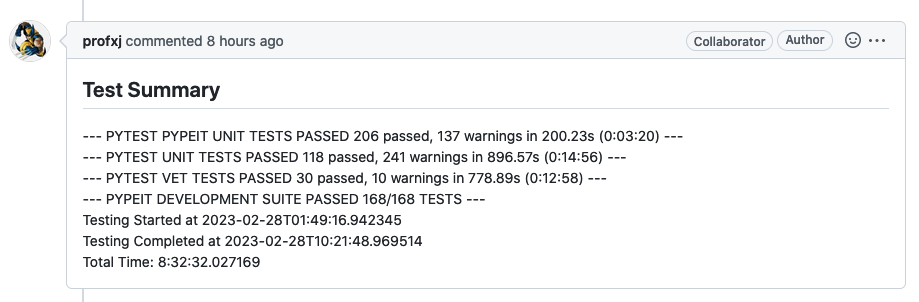 profxj commented 8 hours ago Collaborator Author
Test Summary
--- PYTEST PYPEIT UNIT TESTS PASSED 206 passed, 137 warnings in 200.23s (0:03:20) ---
--- PYTEST UNIT TESTS PASSED 118 passed, 241 warnings in 896.57s (0:14:56) ---
--- PYTEST VET TESTS PASSED 30 passed, 10 warnings in 778.89s (0:12:58) ---
--- PYPEIT DEVELOPMENT SUITE PASSED 168/168 TESTS ---
Testing Started at 2023-02-28T01:49:16.942345
Testing Completed at 2023-02-28T10:21:48.969514
Total Time: 8:32:32.027169